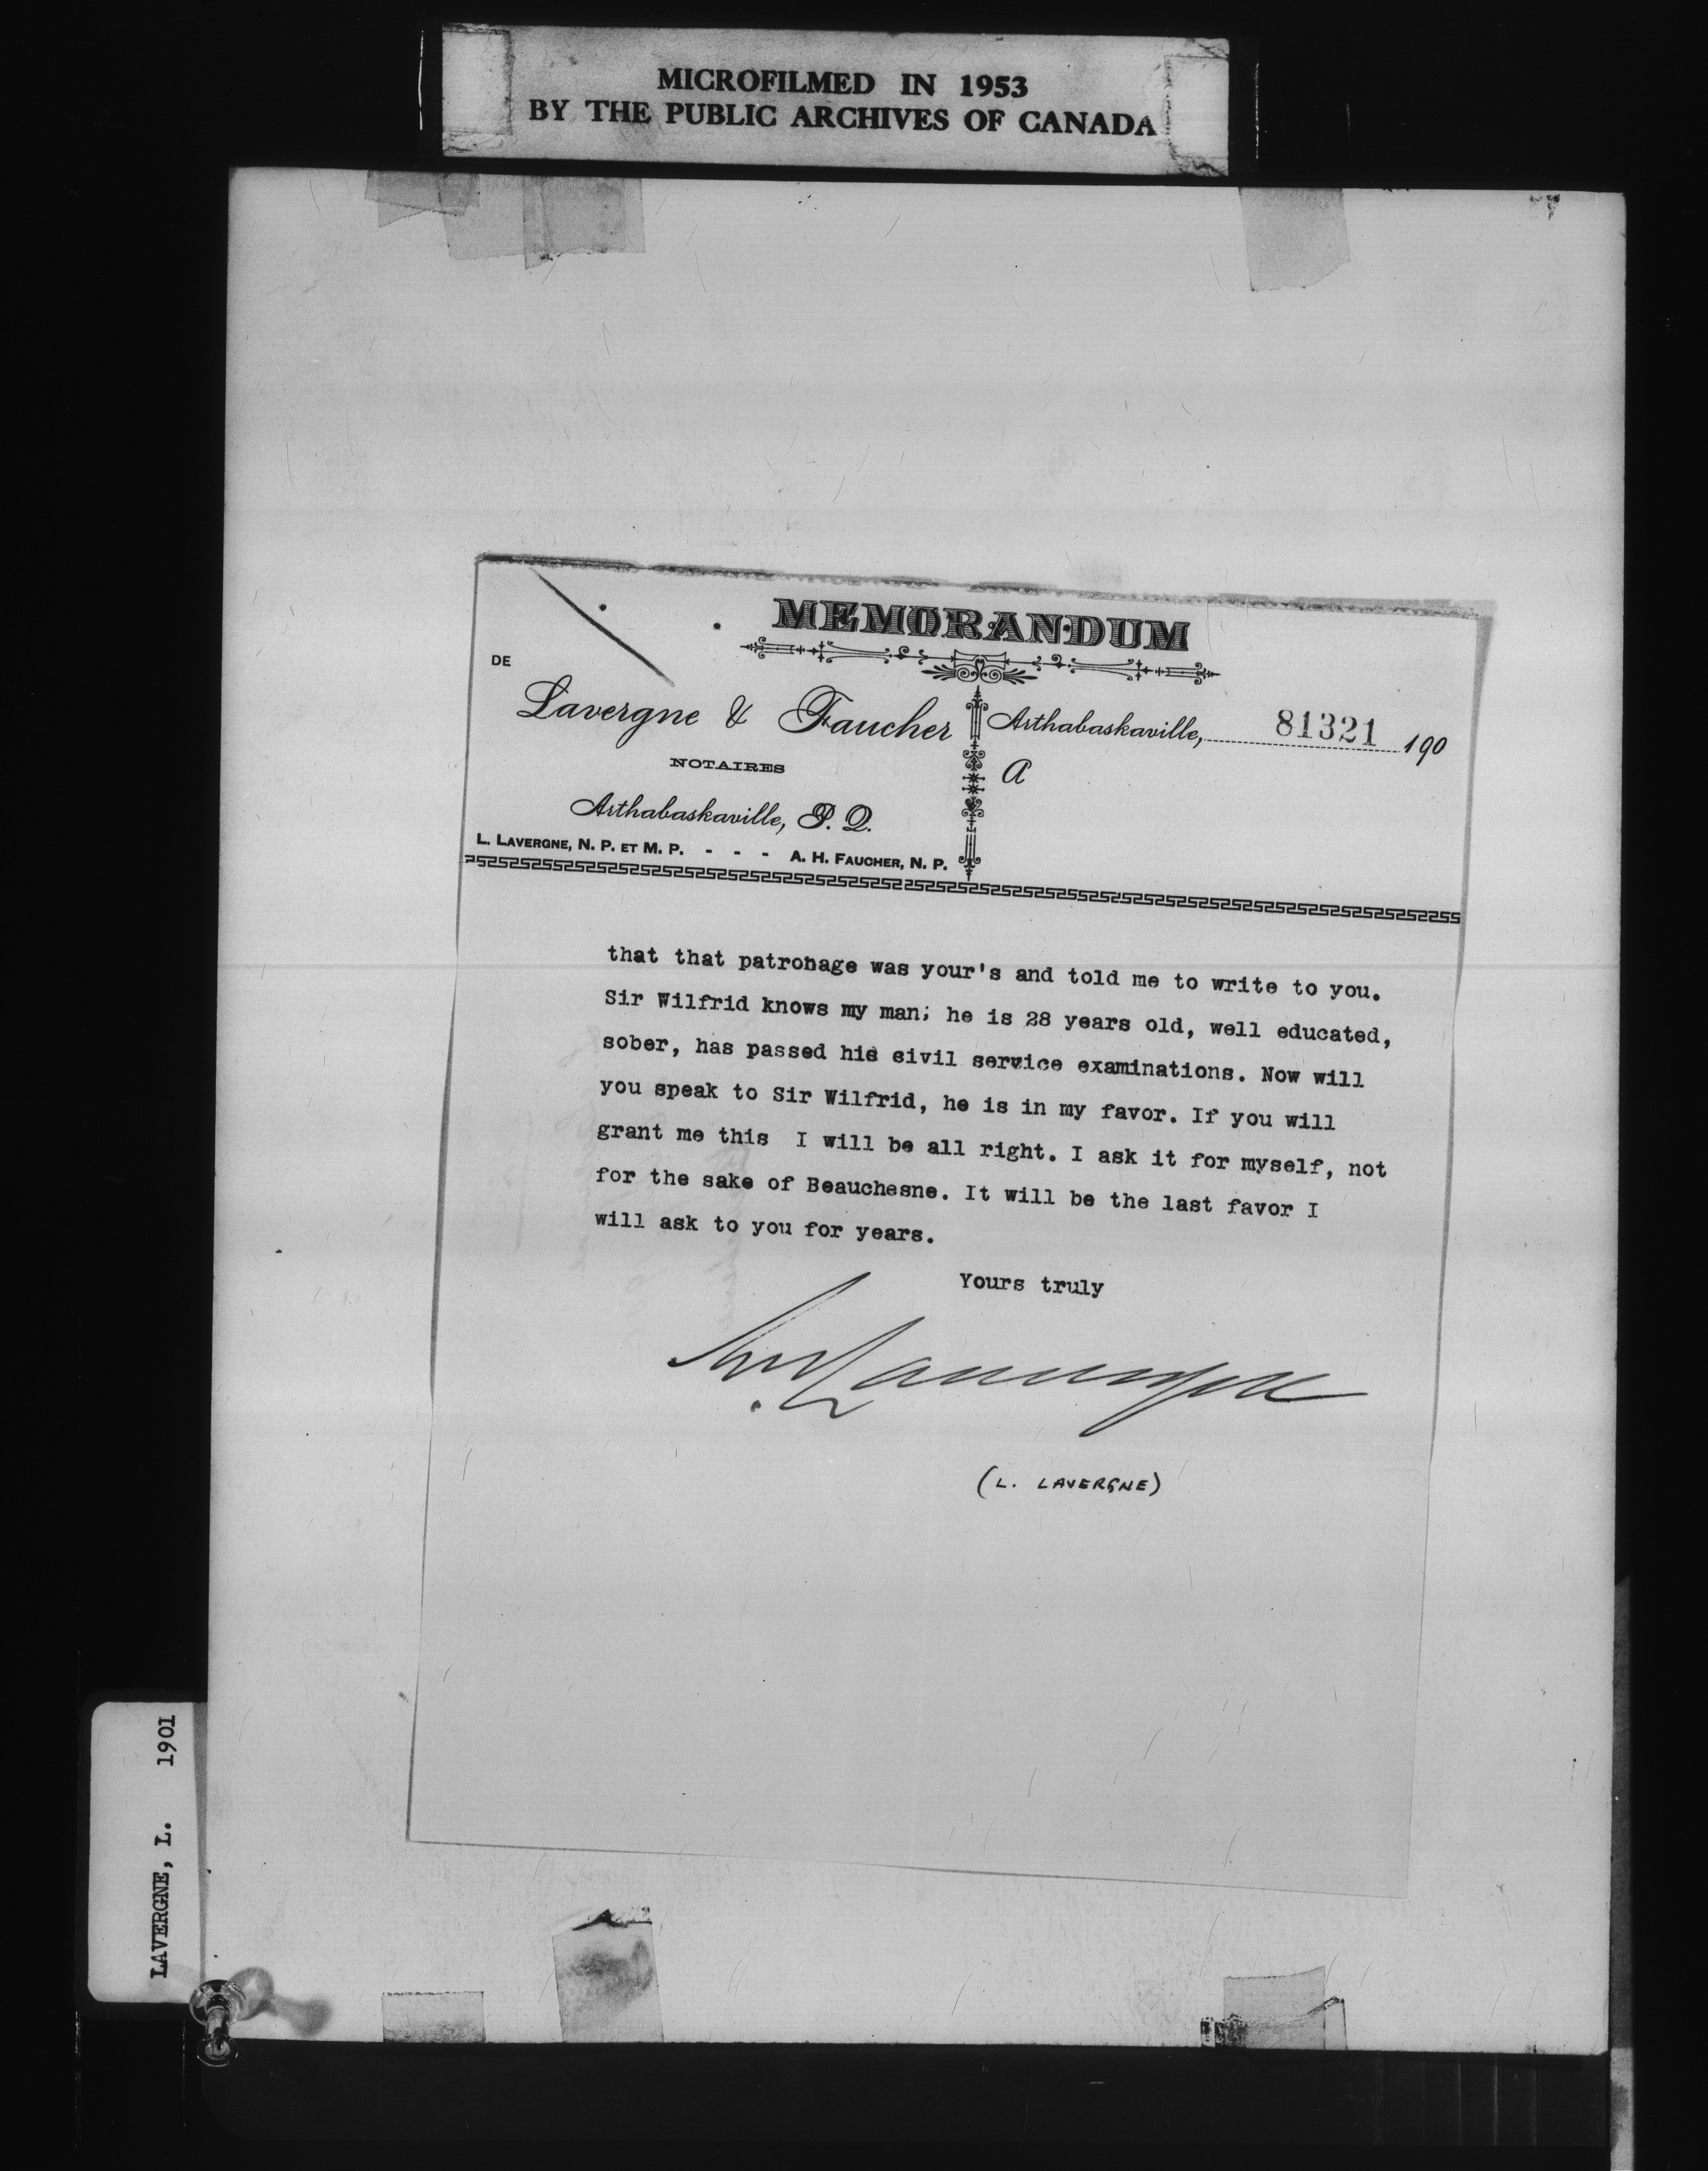 MICROFILMED IN 1953
BY THE PUBLIC ARCHIVES OF CANADA
MEMORANDUM
DE
Lavergne & Faucher
NOTAIRES
Arthabaskaville, P. Q.
L. LAVERGNE, N. P. ET M. P. - - - A. H. FAUCHER, N. P.
Arthabaskaville, 81321 190
A
that that patronage was your's and told me to write to you.
Sir Wilfrid knows my man; he is 28 years old, well educated,
sober, has passed his sivil service examinations. Now will
you speak to Sir Wilfrid, he is in my favor. If you will
grant me this I will be all right. I ask it for myself, not
for the sake of Beauchesne. It will be the last favor I
will ask to you for years.
Yours truly
Lavergne
(L. LAVERGNE)
LAVERGNE, L. 1901